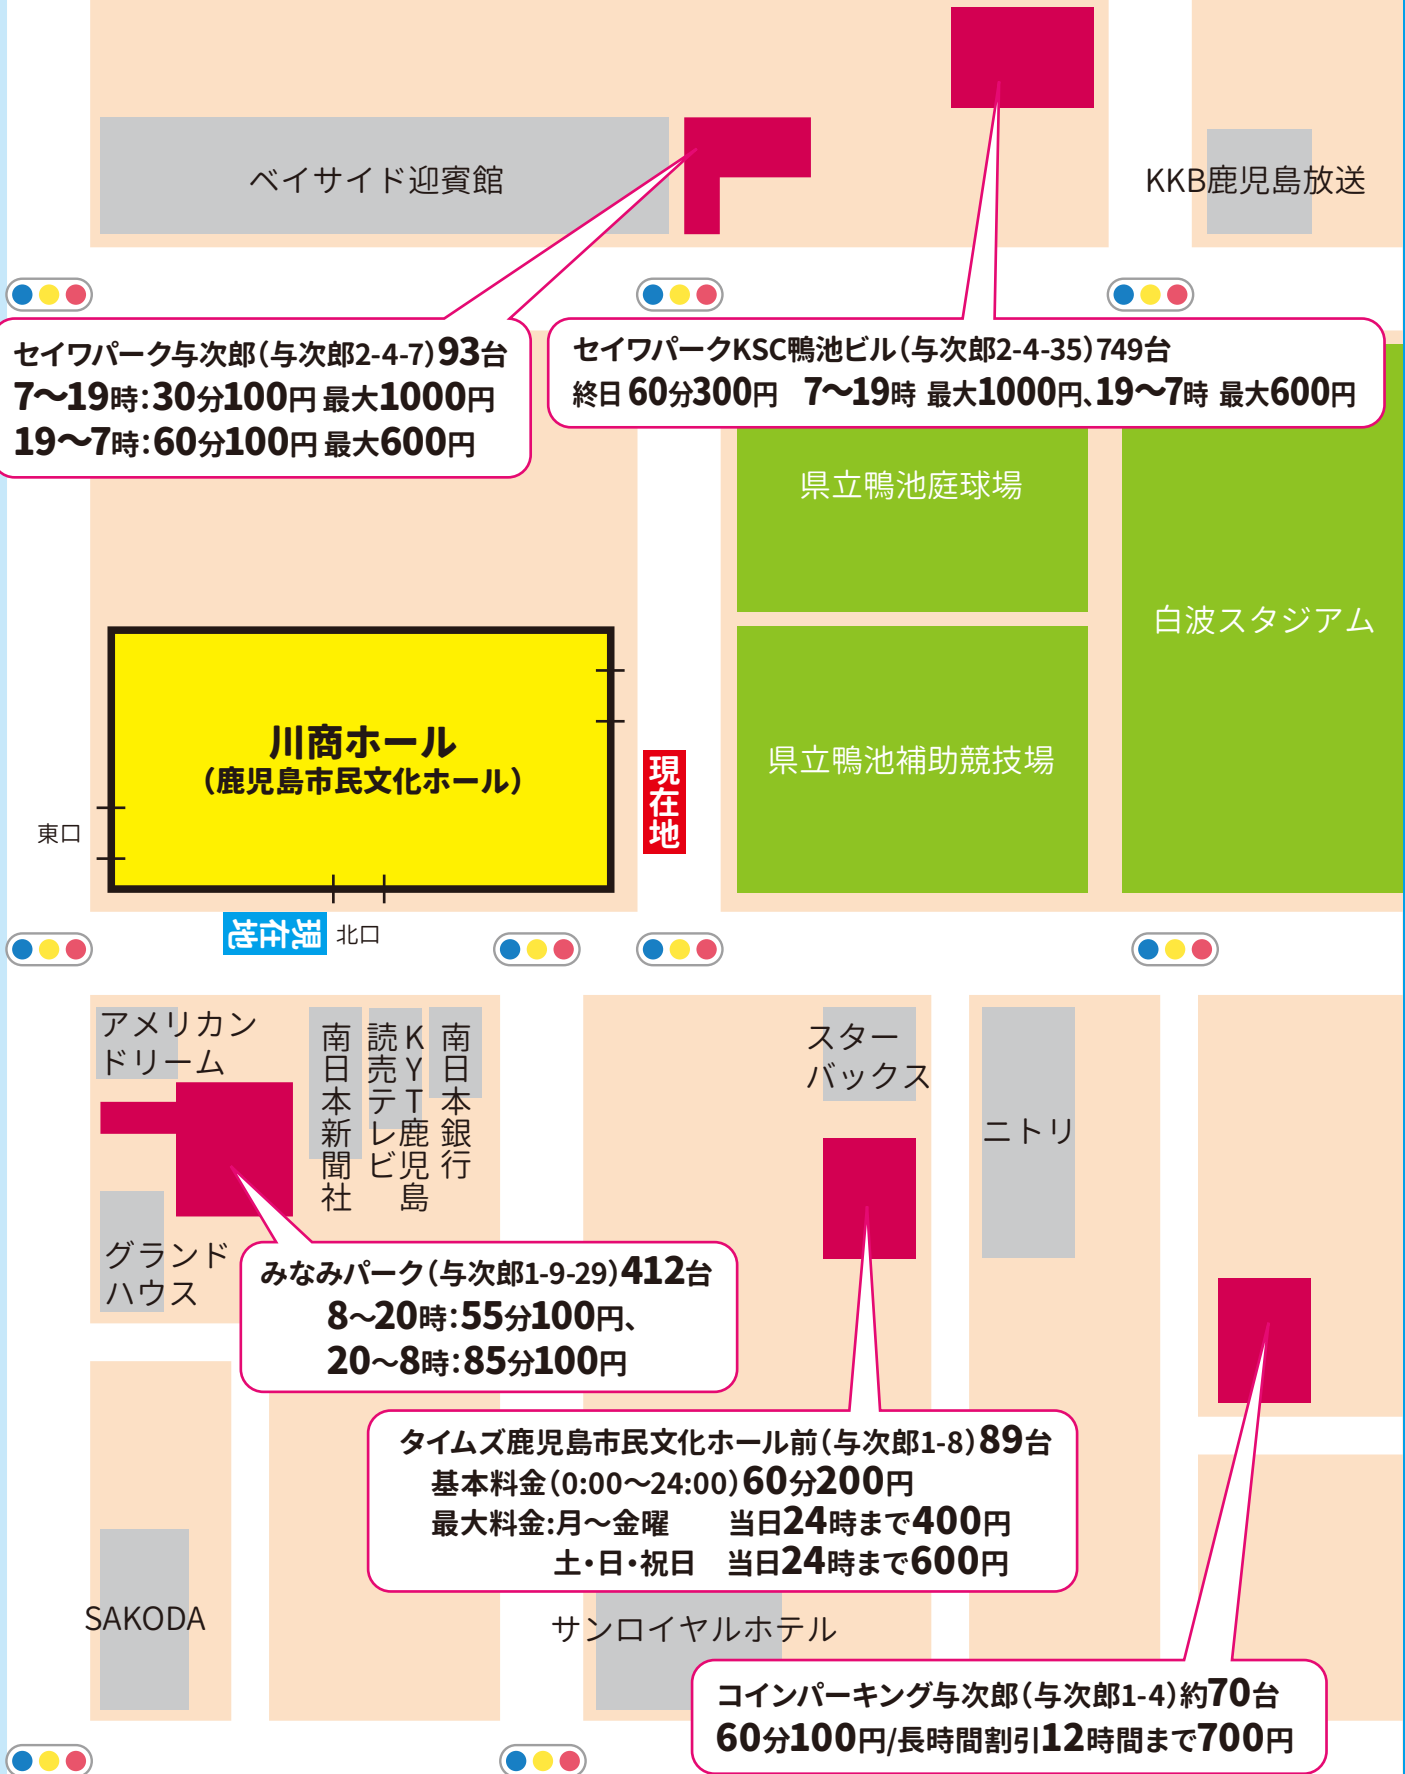 ベイサイド迎賓館
KKB鹿児島放送
セイワパーク与次郎（与次郎2-4-7）93台
7〜19時：30分100円 最大1000円
19〜7時：60分100円 最大600円
セイワパークKSC鴨池ビル（与次郎2-4-35）749台
終日 60分300円　7〜19時 最大1000円、19〜7時 最大600円
県立鴨池庭球場
白波スタジアム
川商ホール
（鹿児島市民文化ホール）
県立鴨池補助競技場
現在地
東口
現在地
北口
アメリカン
ドリーム
南日本新聞社
KYT鹿児島
読売テレビ
南日本銀行
スター
バックス
ニトリ
グランド
ハウス
みなみパーク（与次郎1-9-29）412台
8〜20時：55分100円、
20〜8時：85分100円
タイムズ鹿児島市民文化ホール前（与次郎1-8）89台
基本料金（0:00〜24:00）60分200円
最大料金:月〜金曜　当日24時まで400円
土・日・祝日　当日24時まで600円
SAKODA
サンロイヤルホテル
コインパーキング与次郎（与次郎1-4）約70台
60分100円/長時間割引12時間まで700円